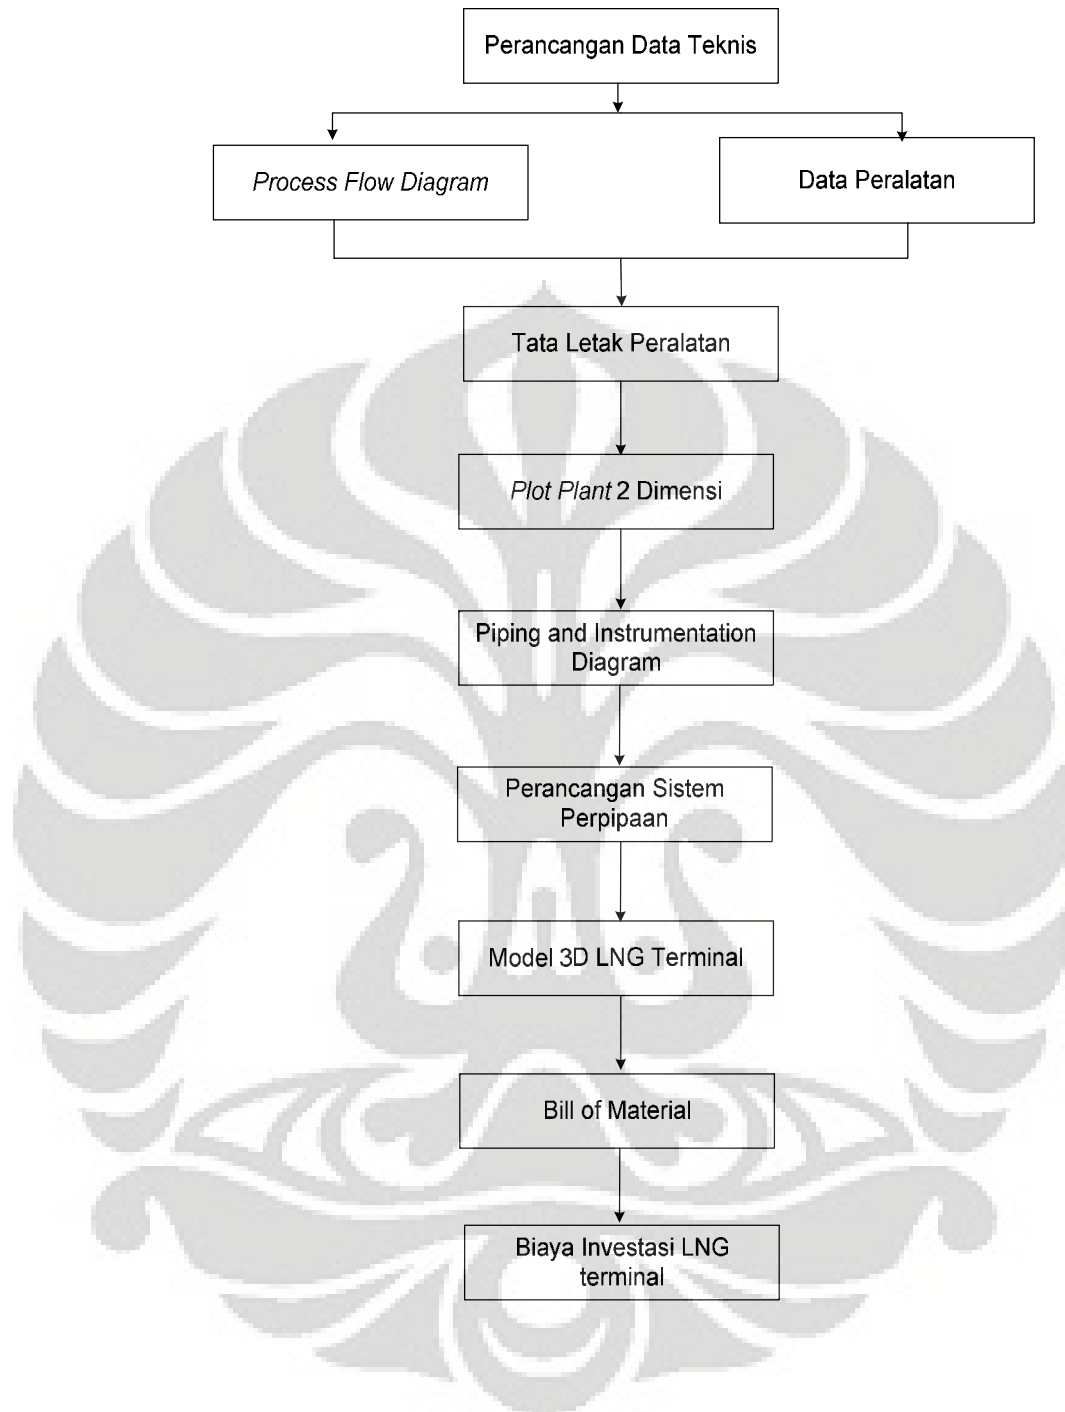 Perancangan Data Teknis
Process Flow Diagram
Data Peralatan
Tata Letak Peralatan
Plot Plant 2 Dimensi
Piping and Instrumentation
Diagram
Perancangan Sistem
Perpipaan
Model 3D LNG Terminal
Bill of Material
Biaya Investasi LNG
terminal